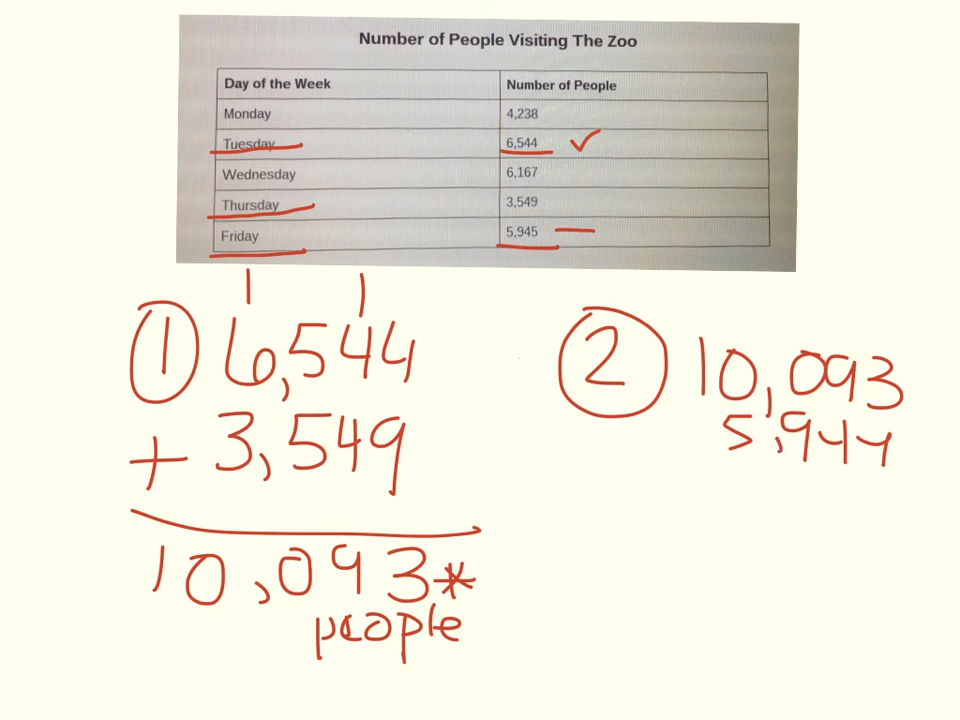 Number of People Visiting The Zoo
Day of the Week Number of People
Monday 4,238
Tuesday 6,544
Wednesday 6,167
Thursday 3,549
Friday 5,945
1 1
1 6,544
+ 3,549
10,093*
people
2 10,093
5,944